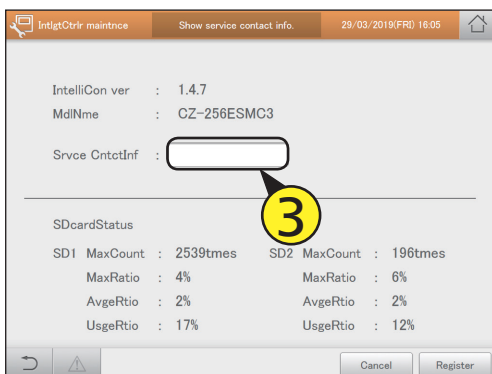 IntlgtCtrlr maintnce Show service contact info. 29/03/2019(FRI) 16:05
IntelliCon ver : 1.4.7
MdlNme : CZ-256ESMC3
Srvce CntctInf :
3
SDcardStatus
SD1 MaxCount : 2539tmes SD2 MaxCount : 196tmes
MaxRatio : 4% MaxRatio : 6%
AvgeRtio : 2% AvgeRtio : 2%
UsgeRtio : 17% UsgeRtio : 12%
Cancel Register